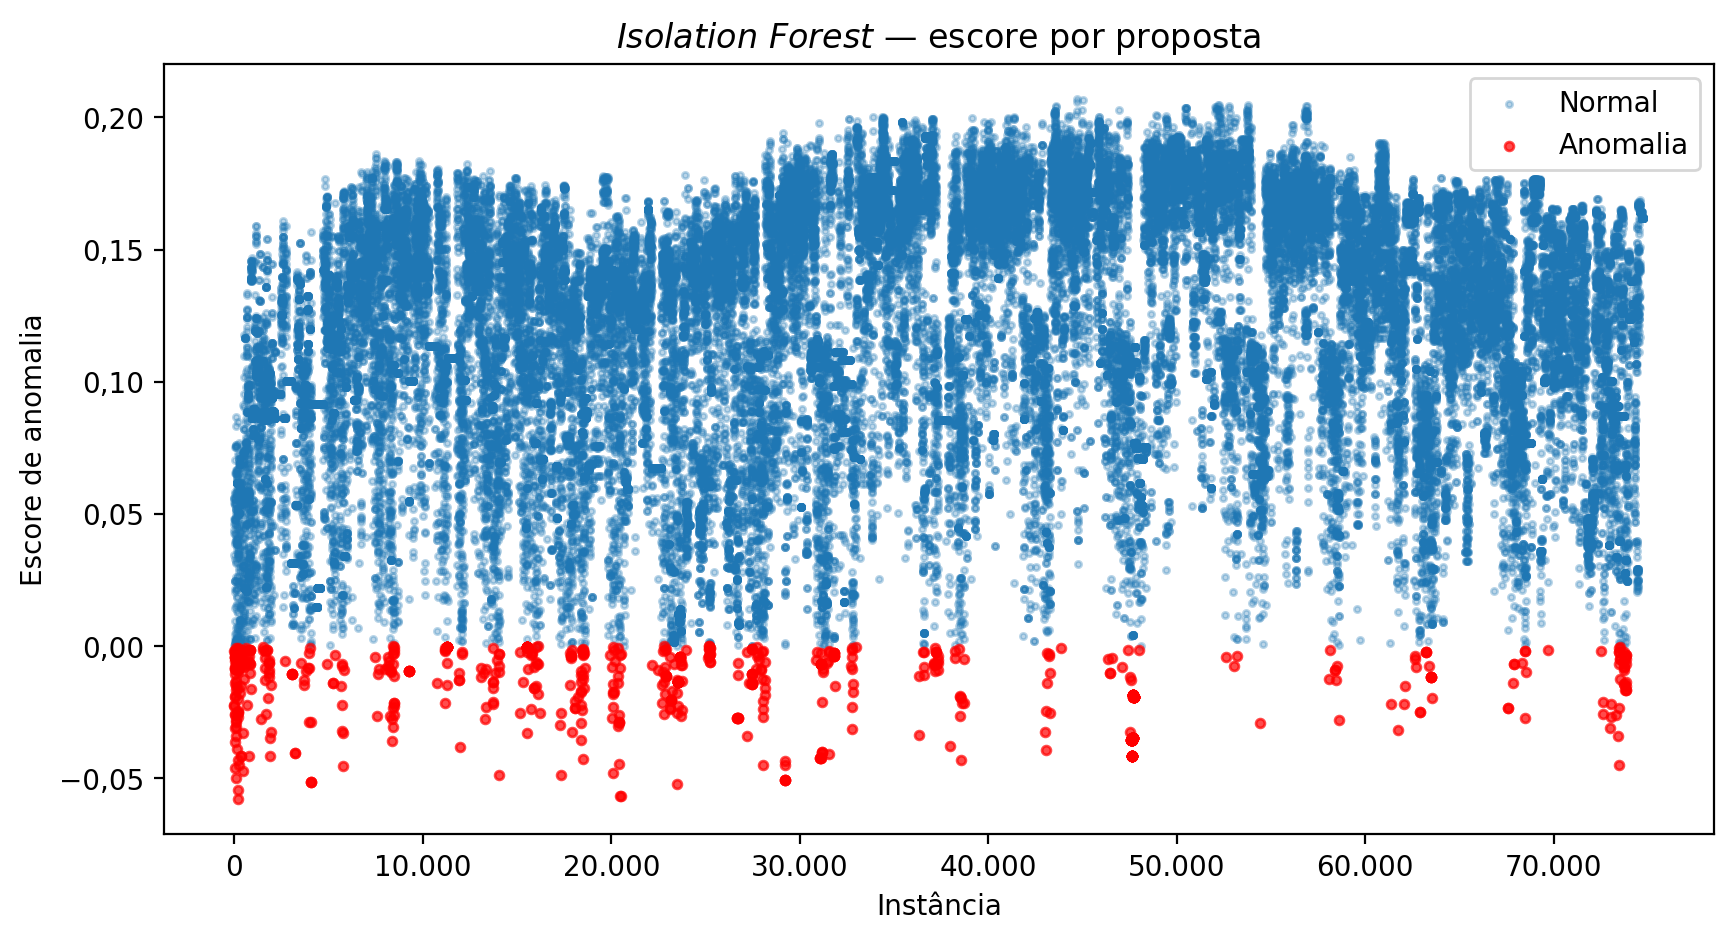 Isolation Forest — escore por proposta
Normal
Anomalia
Escore de anomalia
0,20
0,15
0,10
0,05
0,00
−0,05
0
10.000
20.000
30.000
40.000
50.000
60.000
70.000
Instância